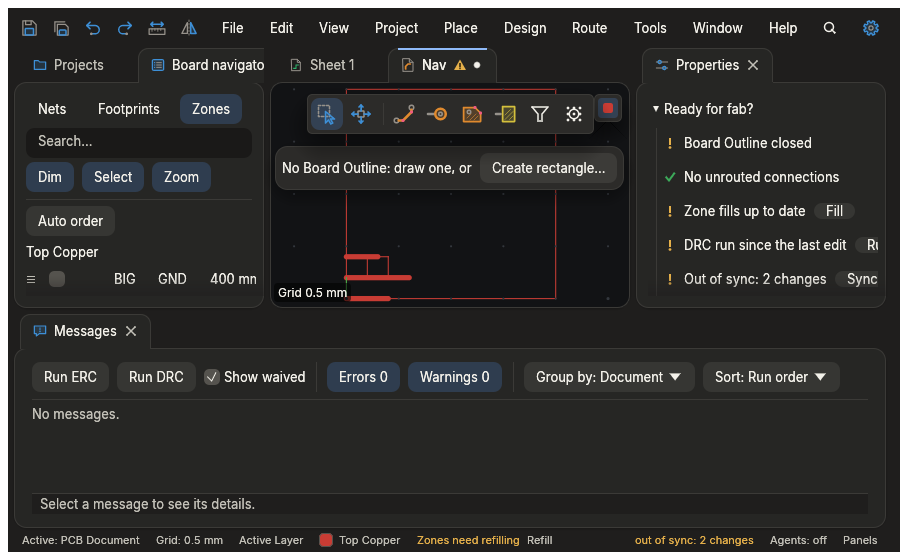 File Edit View Project Place Design Route Tools Window Help
Projects Board navigato Sheet 1 Nav Properties
Nets Footprints Zones
Search...
Dim Select Zoom
Auto order
Top Copper
BIG GND 400 mm
No Board Outline: draw one, or Create rectangle...
Grid 0.5 mm
Ready for fab?
Board Outline closed
No unrouted connections
Zone fills up to date Fill
DRC run since the last edit
Out of sync: 2 changes Sync
Messages
Run ERC Run DRC Show waived Errors 0 Warnings 0 Group by: Document Sort: Run order
No messages.
Select a message to see its details.
Active: PCB Document Grid: 0.5 mm Active Layer Top Copper Zones need refilling Refill out of sync: 2 changes Agents: off Panels